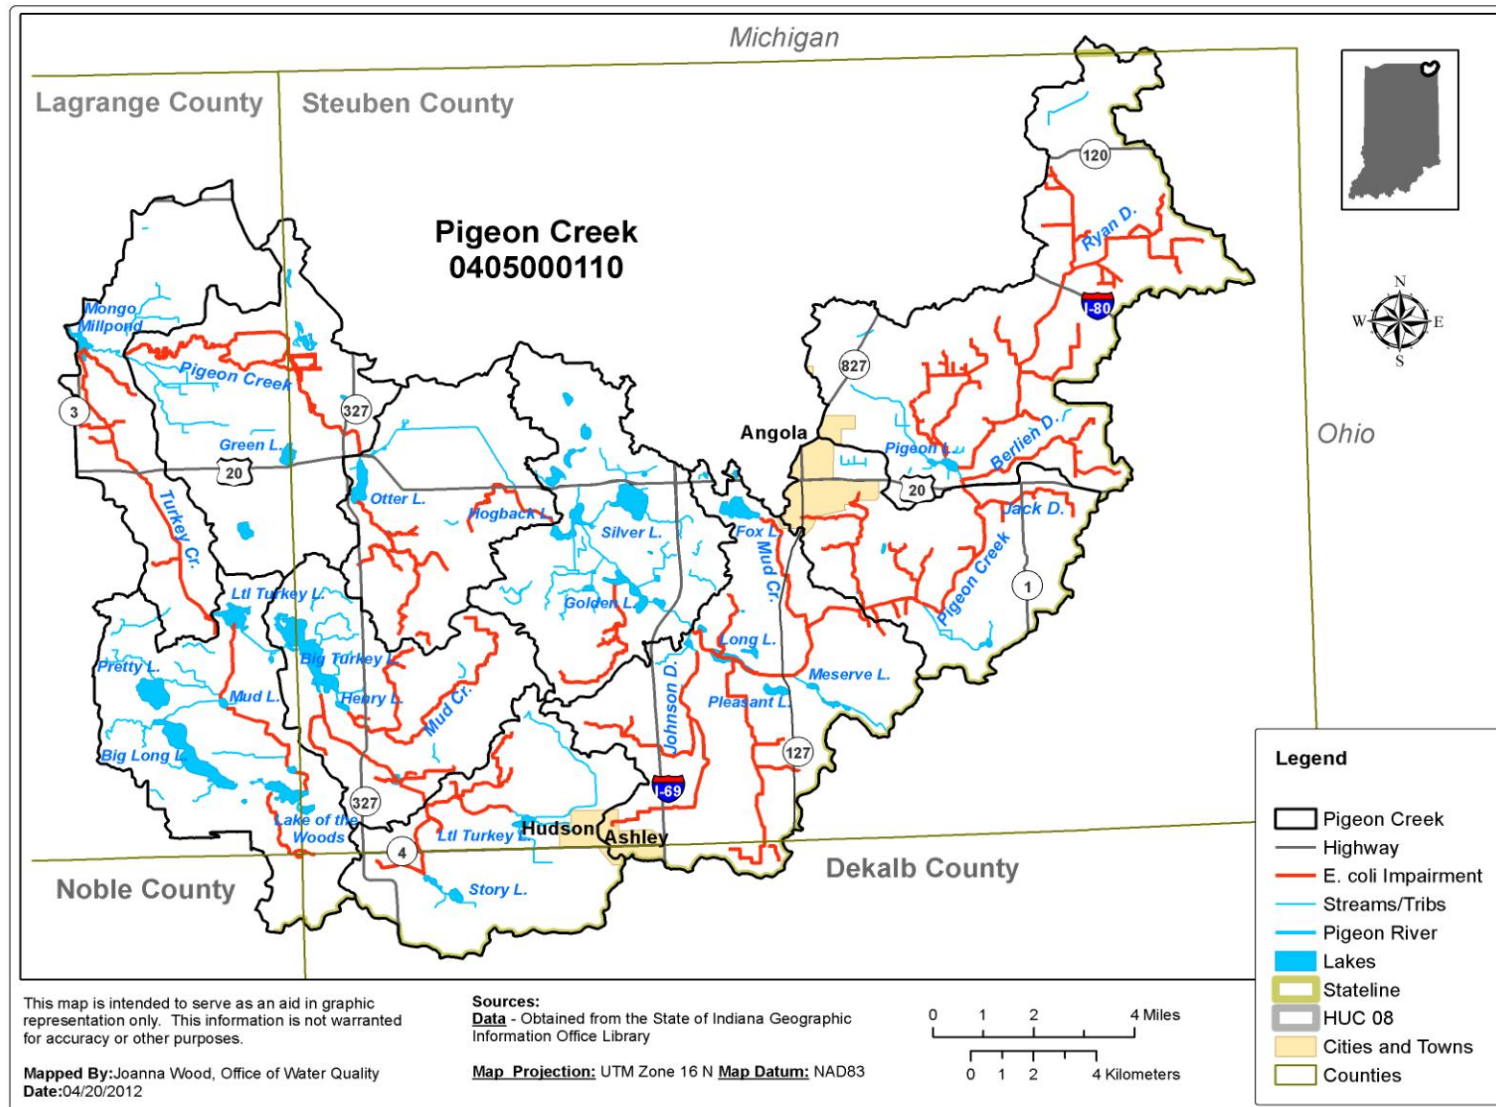 Michigan
Lagrange County
Steuben County
120
Pigeon Creek
0405000110
Ryan D.
I-80
N
W
E
S
Mongo
Millpond
Pigeon Creek
827
3
327
Angola
Ohio
Green L.
20
Pigeon L.
Berlien D.
Otter L.
Hogback L.
20
Jack D.
Turkey Cr.
Silver L.
Fox L.
Mud Cr.
Pigeon Creek
1
Ltl Turkey L.
Golden L.
Long L.
Pretty L.
Big Turkey L.
Meserve L.
Mud L.
Henry L.
Mud Cr.
Johnson D.
Pleasant L.
Big Long L.
127
I-69
327
Lake of the
Woods
Ltl Turkey L.
Hudson
Ashley
4
Noble County
Story L.
Dekalb County
Legend
Pigeon Creek
Highway
E. coli Impairment
Streams/Tribs
Pigeon River
Lakes
Stateline
HUC 08
Cities and Towns
Counties
This map is intended to serve as an aid in graphic
representation only. This information is not warranted
for accuracy or other purposes.
Mapped By:Joanna Wood, Office of Water Quality
Date:04/20/2012
Sources:
Data - Obtained from the State of Indiana Geographic
Information Office Library
Map Projection: UTM Zone 16 N Map Datum: NAD83
0 1 2 4 Miles
0 1 2 4 Kilometers